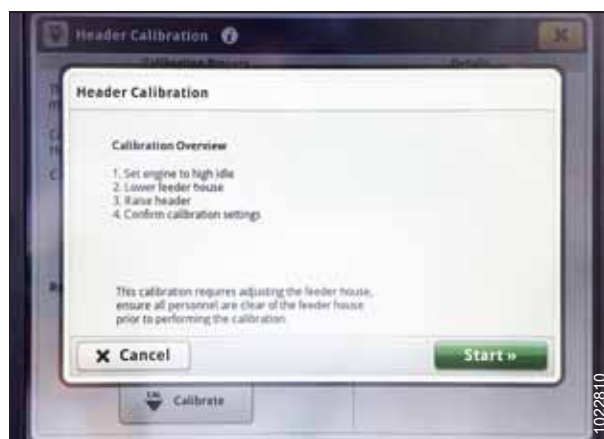 Header Calibration
Details
Header Calibration
Calibration Overview
1. Set engine to high idle
2. Lower feeder house
3. Raise header
4. Confirm calibration settings
This calibration requires adjusting the feeder house,
ensure all personnel are clear of the feeder house
prior to performing the calibration
Cancel
Start »
Calibrate
1022810